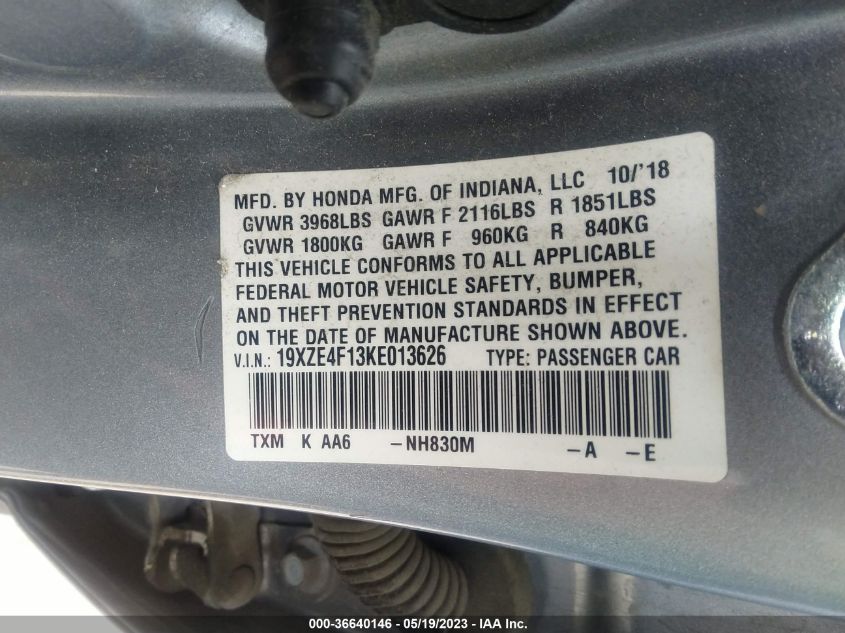 MFD. BY HONDA MFG. OF INDIANA, LLC 10/'18
GVWR 3968LBS GAWR F 2116LBS R 1851LBS
GVWR 1800KG GAWR F 960KG R 840KG
THIS VEHICLE CONFORMS TO ALL APPLICABLE
FEDERAL MOTOR VEHICLE SAFETY, BUMPER,
AND THEFT PREVENTION STANDARDS IN EFFECT
ON THE DATE OF MANUFACTURE SHOWN ABOVE.
V.I.N.: 19XZE4F13KE013626 TYPE: PASSENGER CAR
TXM K AA6 -NH830M -A -E
000-36640146 - 05/19/2023 - IAA Inc.